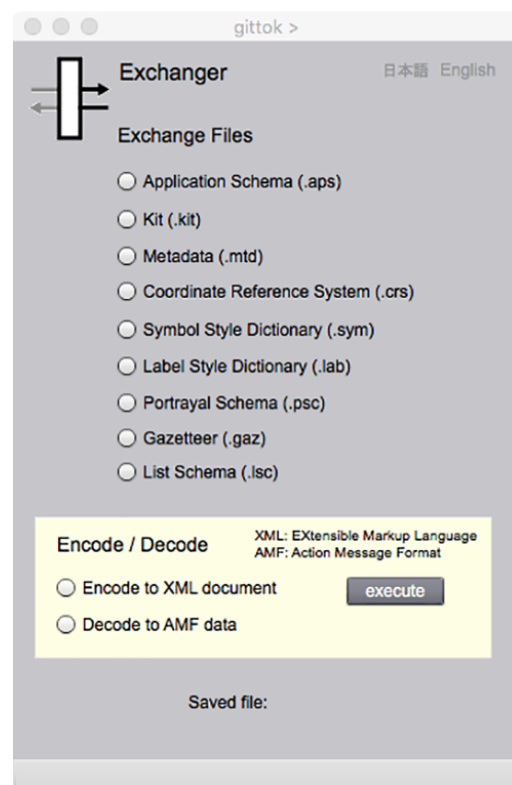 gittok >
Exchanger
日本語 English
Exchange Files
Application Schema (.aps)
Kit (.kit)
Metadata (.mtd)
Coordinate Reference System (.crs)
Symbol Style Dictionary (.sym)
Label Style Dictionary (.lab)
Portrayal Schema (.psc)
Gazetteer (.gaz)
List Schema (.lsc)
Encode / Decode
XML: EXtensible Markup Language
AMF: Action Message Format
Encode to XML document
execute
Decode to AMF data
Saved file: